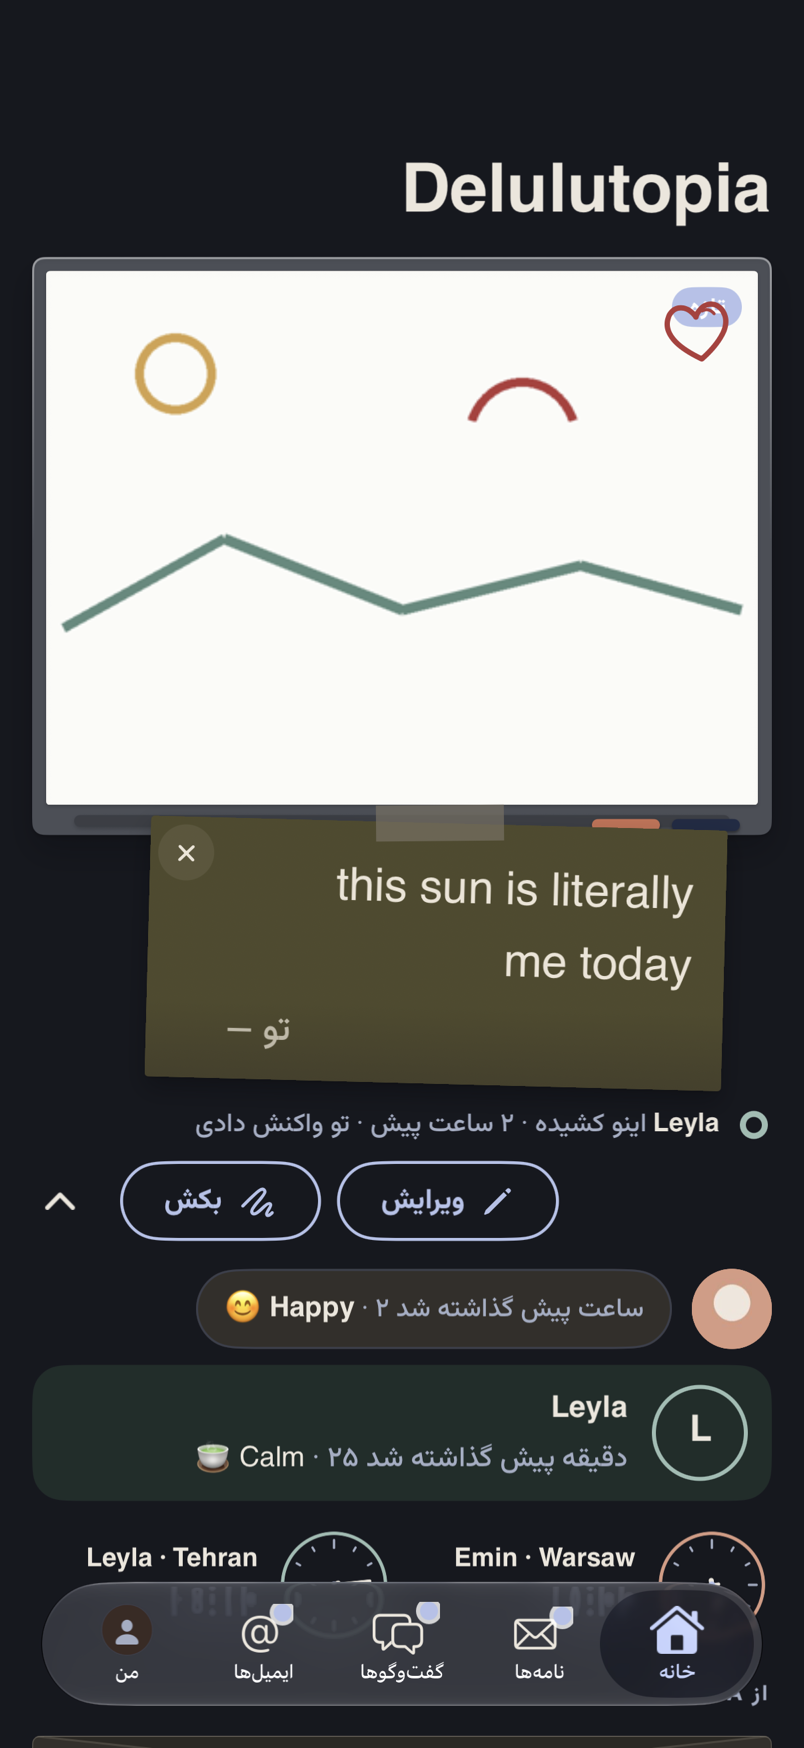 Delulutopia
this sun is literally
me today
— تو
Leyla اینو کشیده · ۲ ساعت پیش · تو واکنش دادی
ویرایش
بکش
😊 Happy · ۲ ساعت پیش گذاشته شد
Leyla
🍵 Calm · ۲۵ دقیقه پیش گذاشته شد
L
Emin · Warsaw
Leyla · Tehran
از
خانه
نامه‌ها
گفت‌وگوها
ایمیل‌ها
من